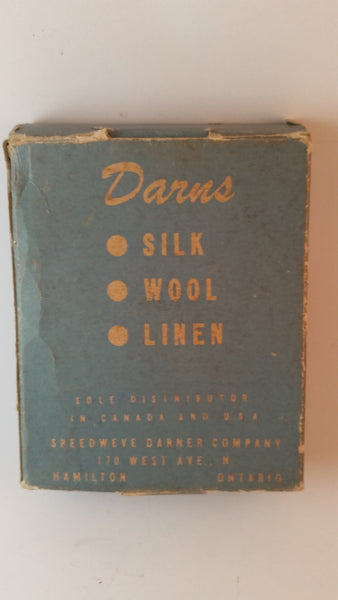 Darns
● SILK
● WOOL
● LINEN
SOLE DISTRIBUTOR
IN CANADA AND U.S.A.
SPEEDWEVE DARNER COMPANY
170 WEST AVE., N
HAMILTON ONTARIO